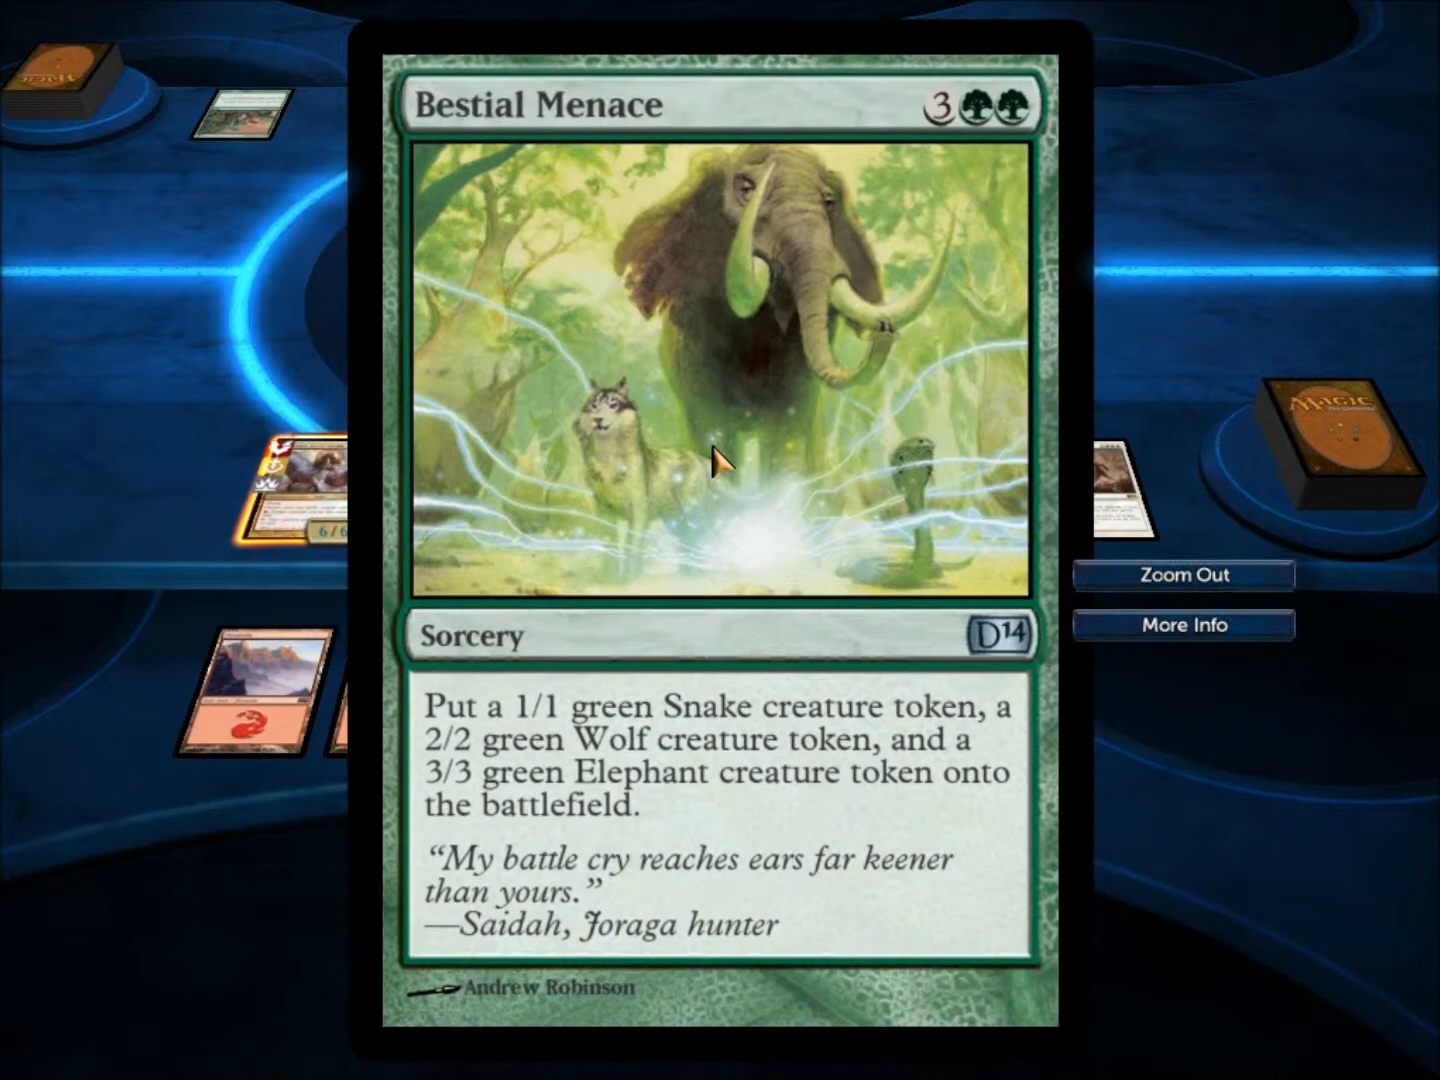 Bestial Menace
3
Sorcery
D14
Put a 1/1 green Snake creature token, a
2/2 green Wolf creature token, and a
3/3 green Elephant creature token onto
the battlefield.
“My battle cry reaches ears far keener
than yours.”
—Saidah, Joraga hunter
Andrew Robinson
6/6
MAGIC
Zoom Out
More Info